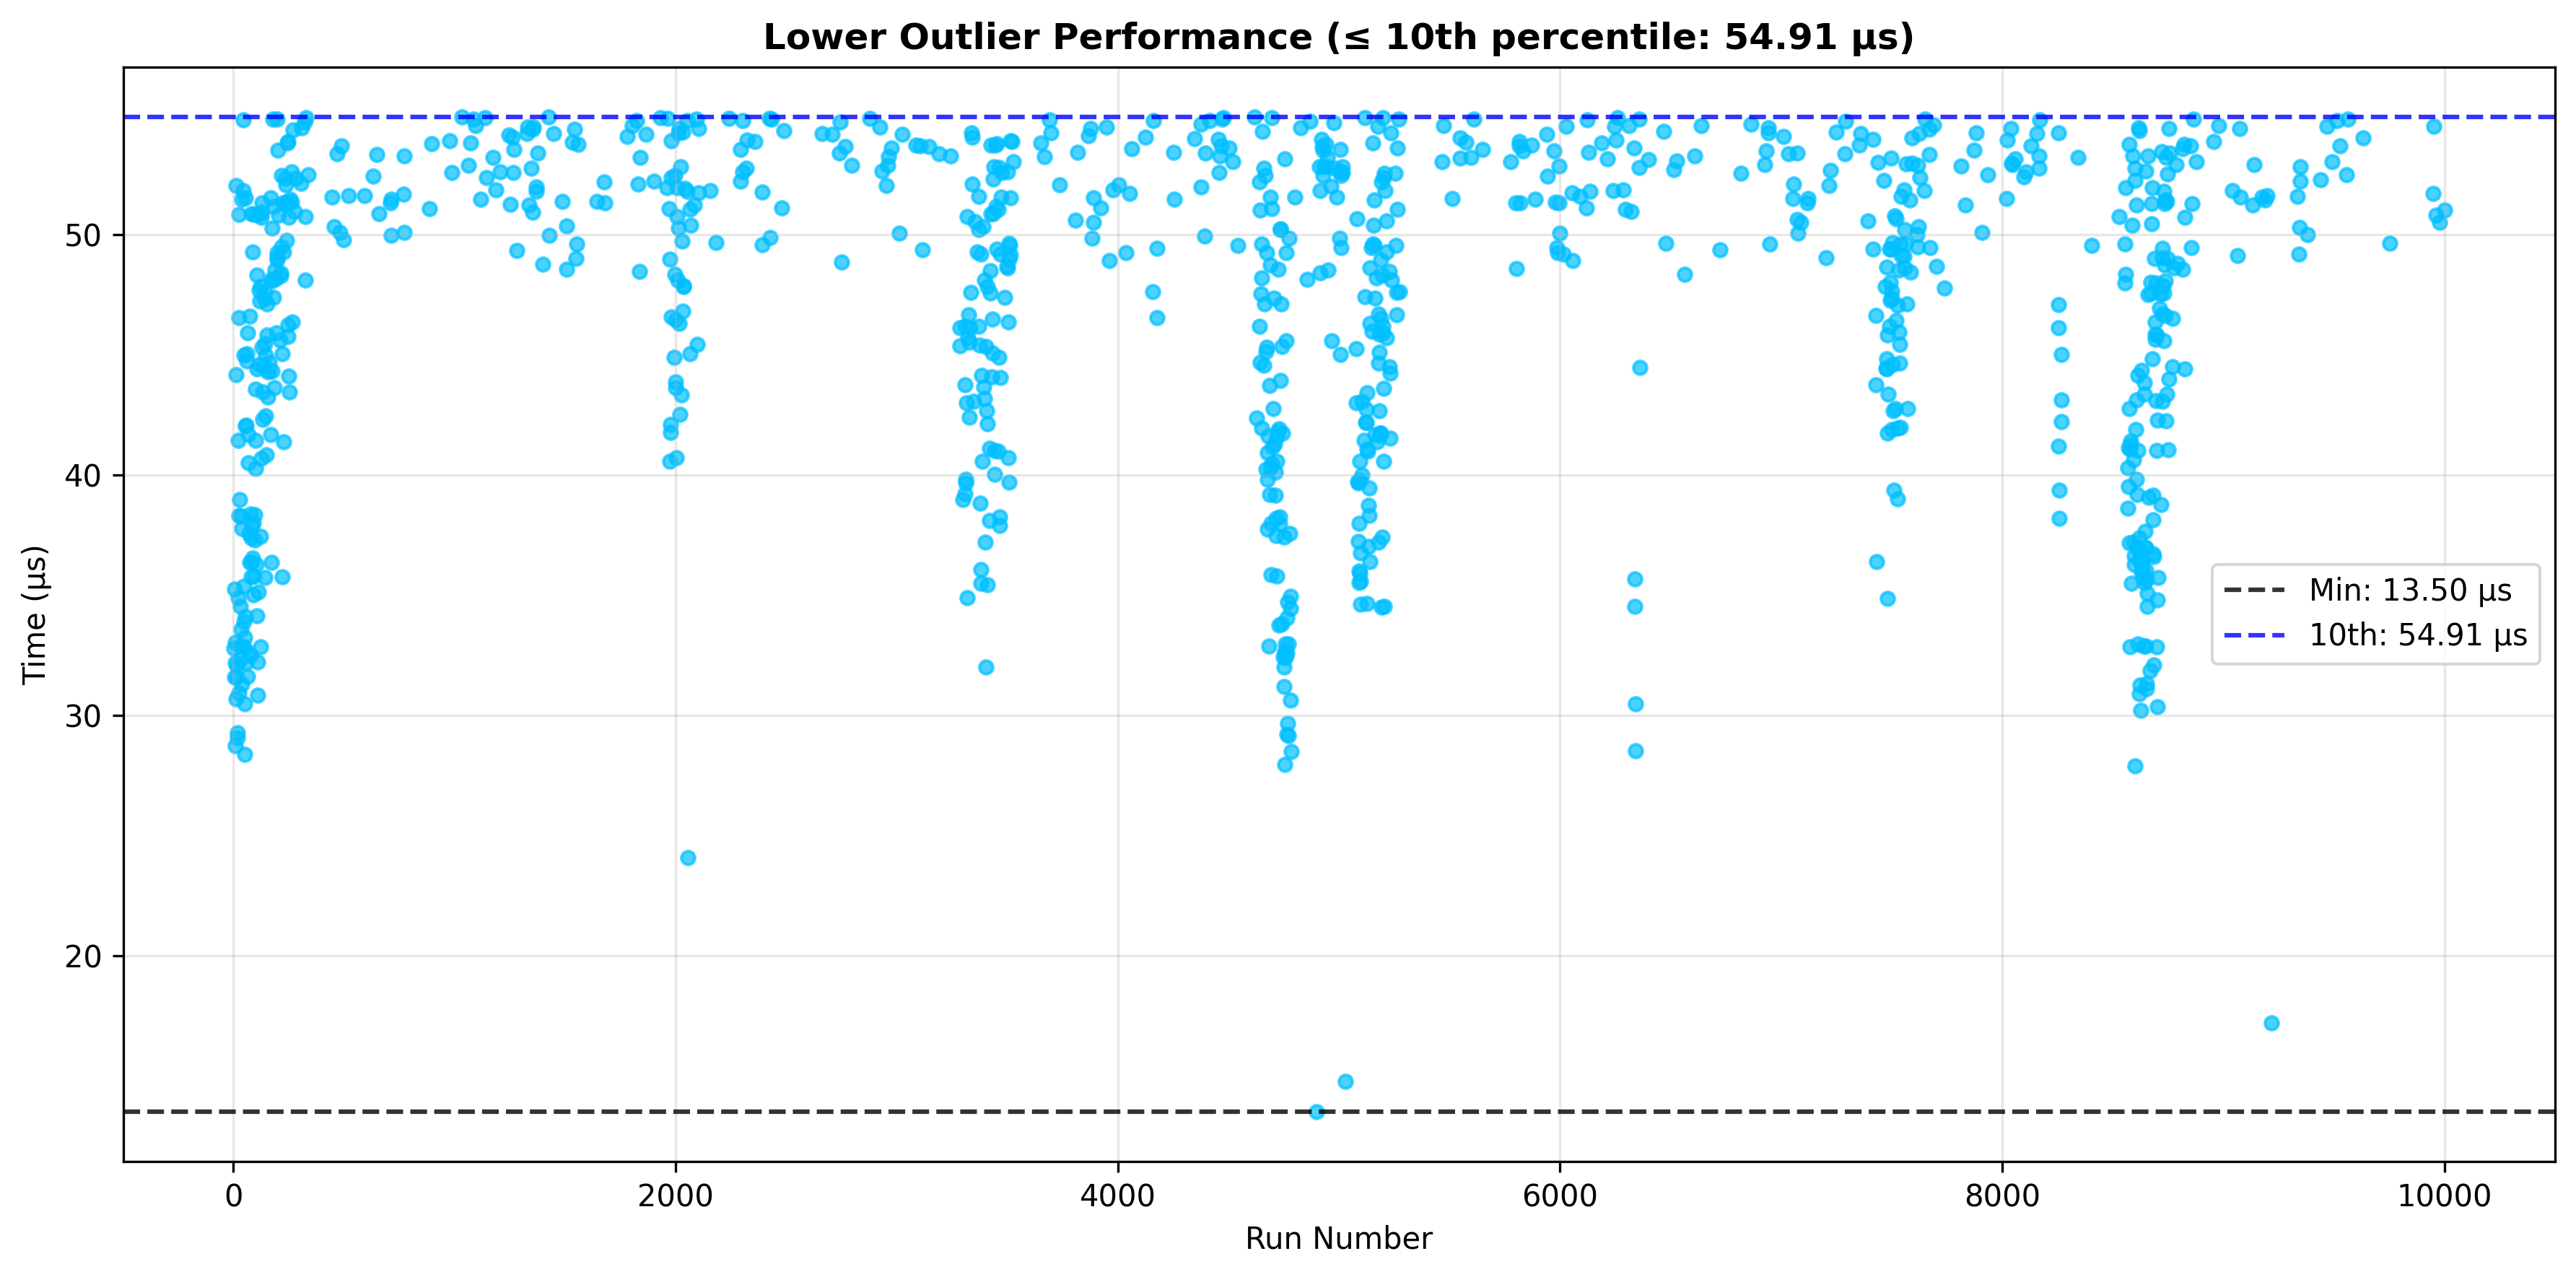 Lower Outlier Performance (≤ 10th percentile: 54.91 µs)
Time (µs)
50
40
30
20
Min: 13.50 µs
10th: 54.91 µs
0
2000
4000
6000
8000
10000
Run Number